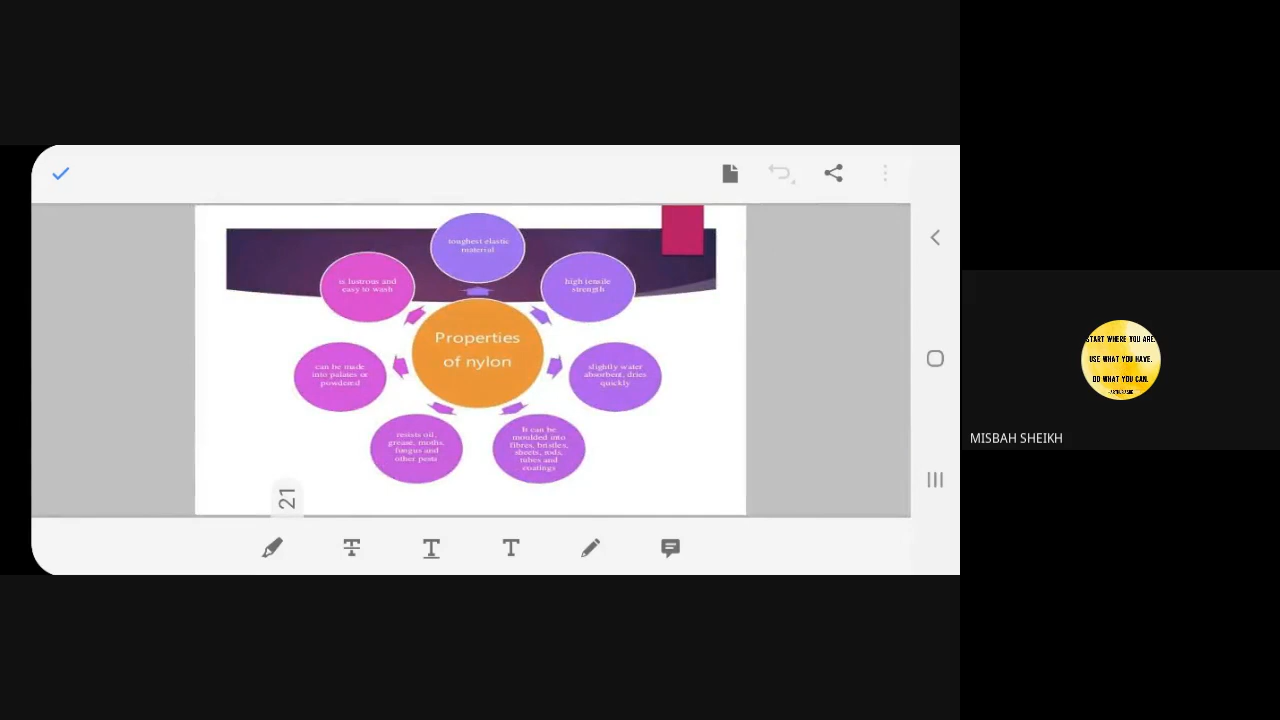 toughest elastic
material
high tensile
strength
slightly water
absorbent, dries
quickly
It can be
moulded into
fibres, bristles,
sheets, rods,
tubes and
coatings
resists oil,
grease, moths,
fungus and
other pests
can be made
into palates or
powdered
is lustrous and
easy to wash
Properties
of nylon
21
START WHERE YOU ARE.
USE WHAT YOU HAVE.
DO WHAT YOU CAN.
MISBAH SHEIKH